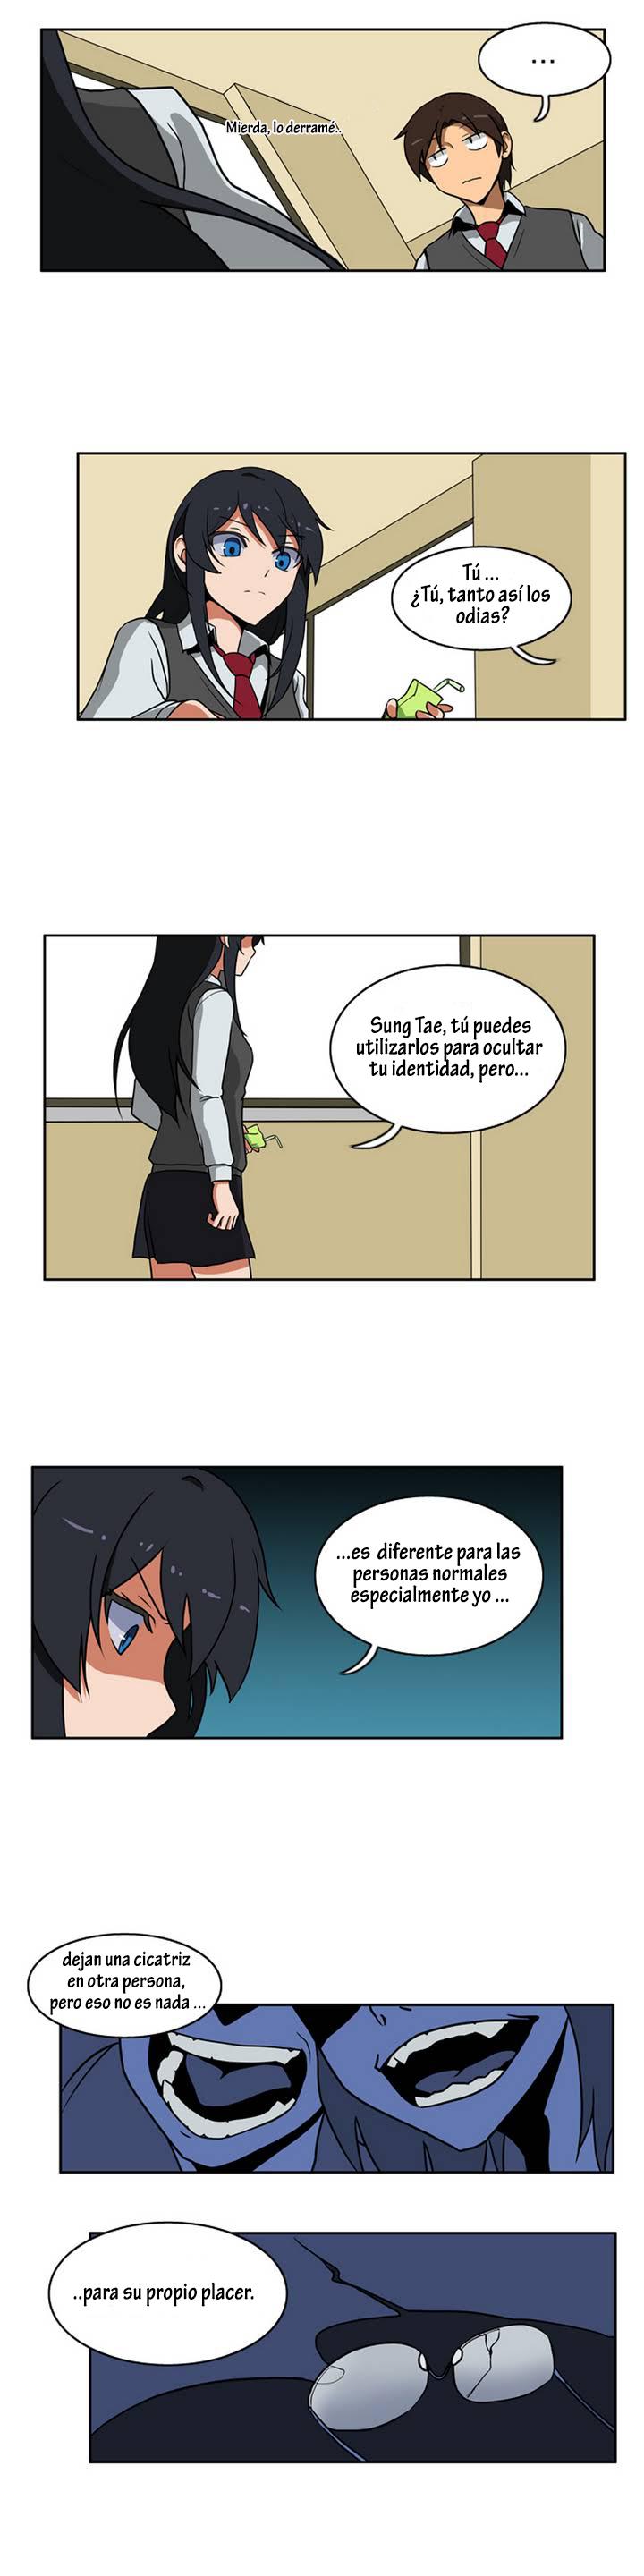 ...
Mierda, lo derramé..
Tú ...
¿Tú, tanto así los
odias?
Sung Tae, tú puedes
utilizarlos para ocultar
tu identidad, pero...
...es diferente para las
personas normales
especialmente yo ...
dejan una cicatriz
en otra persona,
pero eso no es nada ...
..para su propio placer.